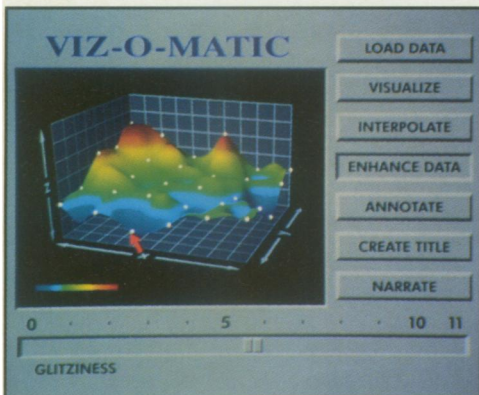 VIZ-O-MATIC
LOAD DATA
VISUALIZE
INTERPOLATE
ENHANCE DATA
ANNOTATE
CREATE TITLE
NARRATE
Z
X
Y
0 5 10 11
GLITZINESS